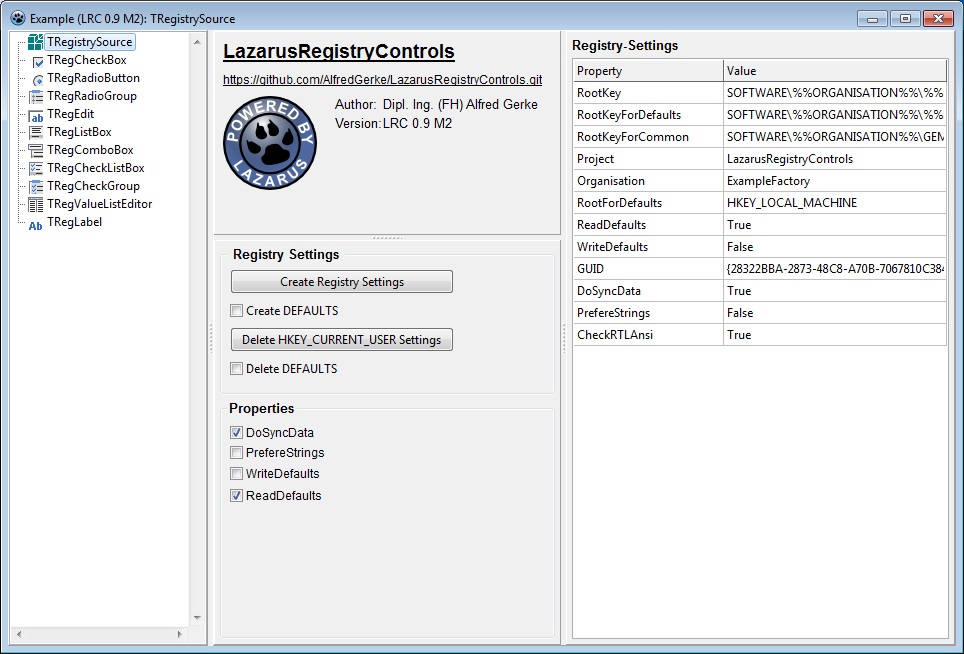 Example (LRC 0.9 M2): TRegistrySource
TRegistrySource
TRegCheckBox
TRegRadioButton
TRegRadioGroup
TRegEdit
TRegListBox
TRegComboBox
TRegCheckListBox
TRegCheckGroup
TRegValueListEditor
TRegLabel
LazarusRegistryControls
https://github.com/AlfredGerke/LazarusRegistryControls.git
POWERED BY
LAZARUS
Author: Dipl. Ing. (FH) Alfred Gerke
Version: LRC 0.9 M2
Registry Settings
Create Registry Settings
Create DEFAULTS
Delete HKEY_CURRENT_USER Settings
Delete DEFAULTS
Properties
DoSyncData
PrefereStrings
WriteDefaults
ReadDefaults
Registry-Settings
Property Value
RootKey SOFTWARE\%%ORGANISATION%%\%%
RootKeyForDefaults SOFTWARE\%%ORGANISATION%%\%%
RootKeyForCommon SOFTWARE\%%ORGANISATION%%\GEM
Project LazarusRegistryControls
Organisation ExampleFactory
RootForDefaults HKEY_LOCAL_MACHINE
ReadDefaults True
WriteDefaults False
GUID {28322BBA-2873-48C8-A70B-7067810C384
DoSyncData True
PrefereStrings False
CheckRTLAnsi True